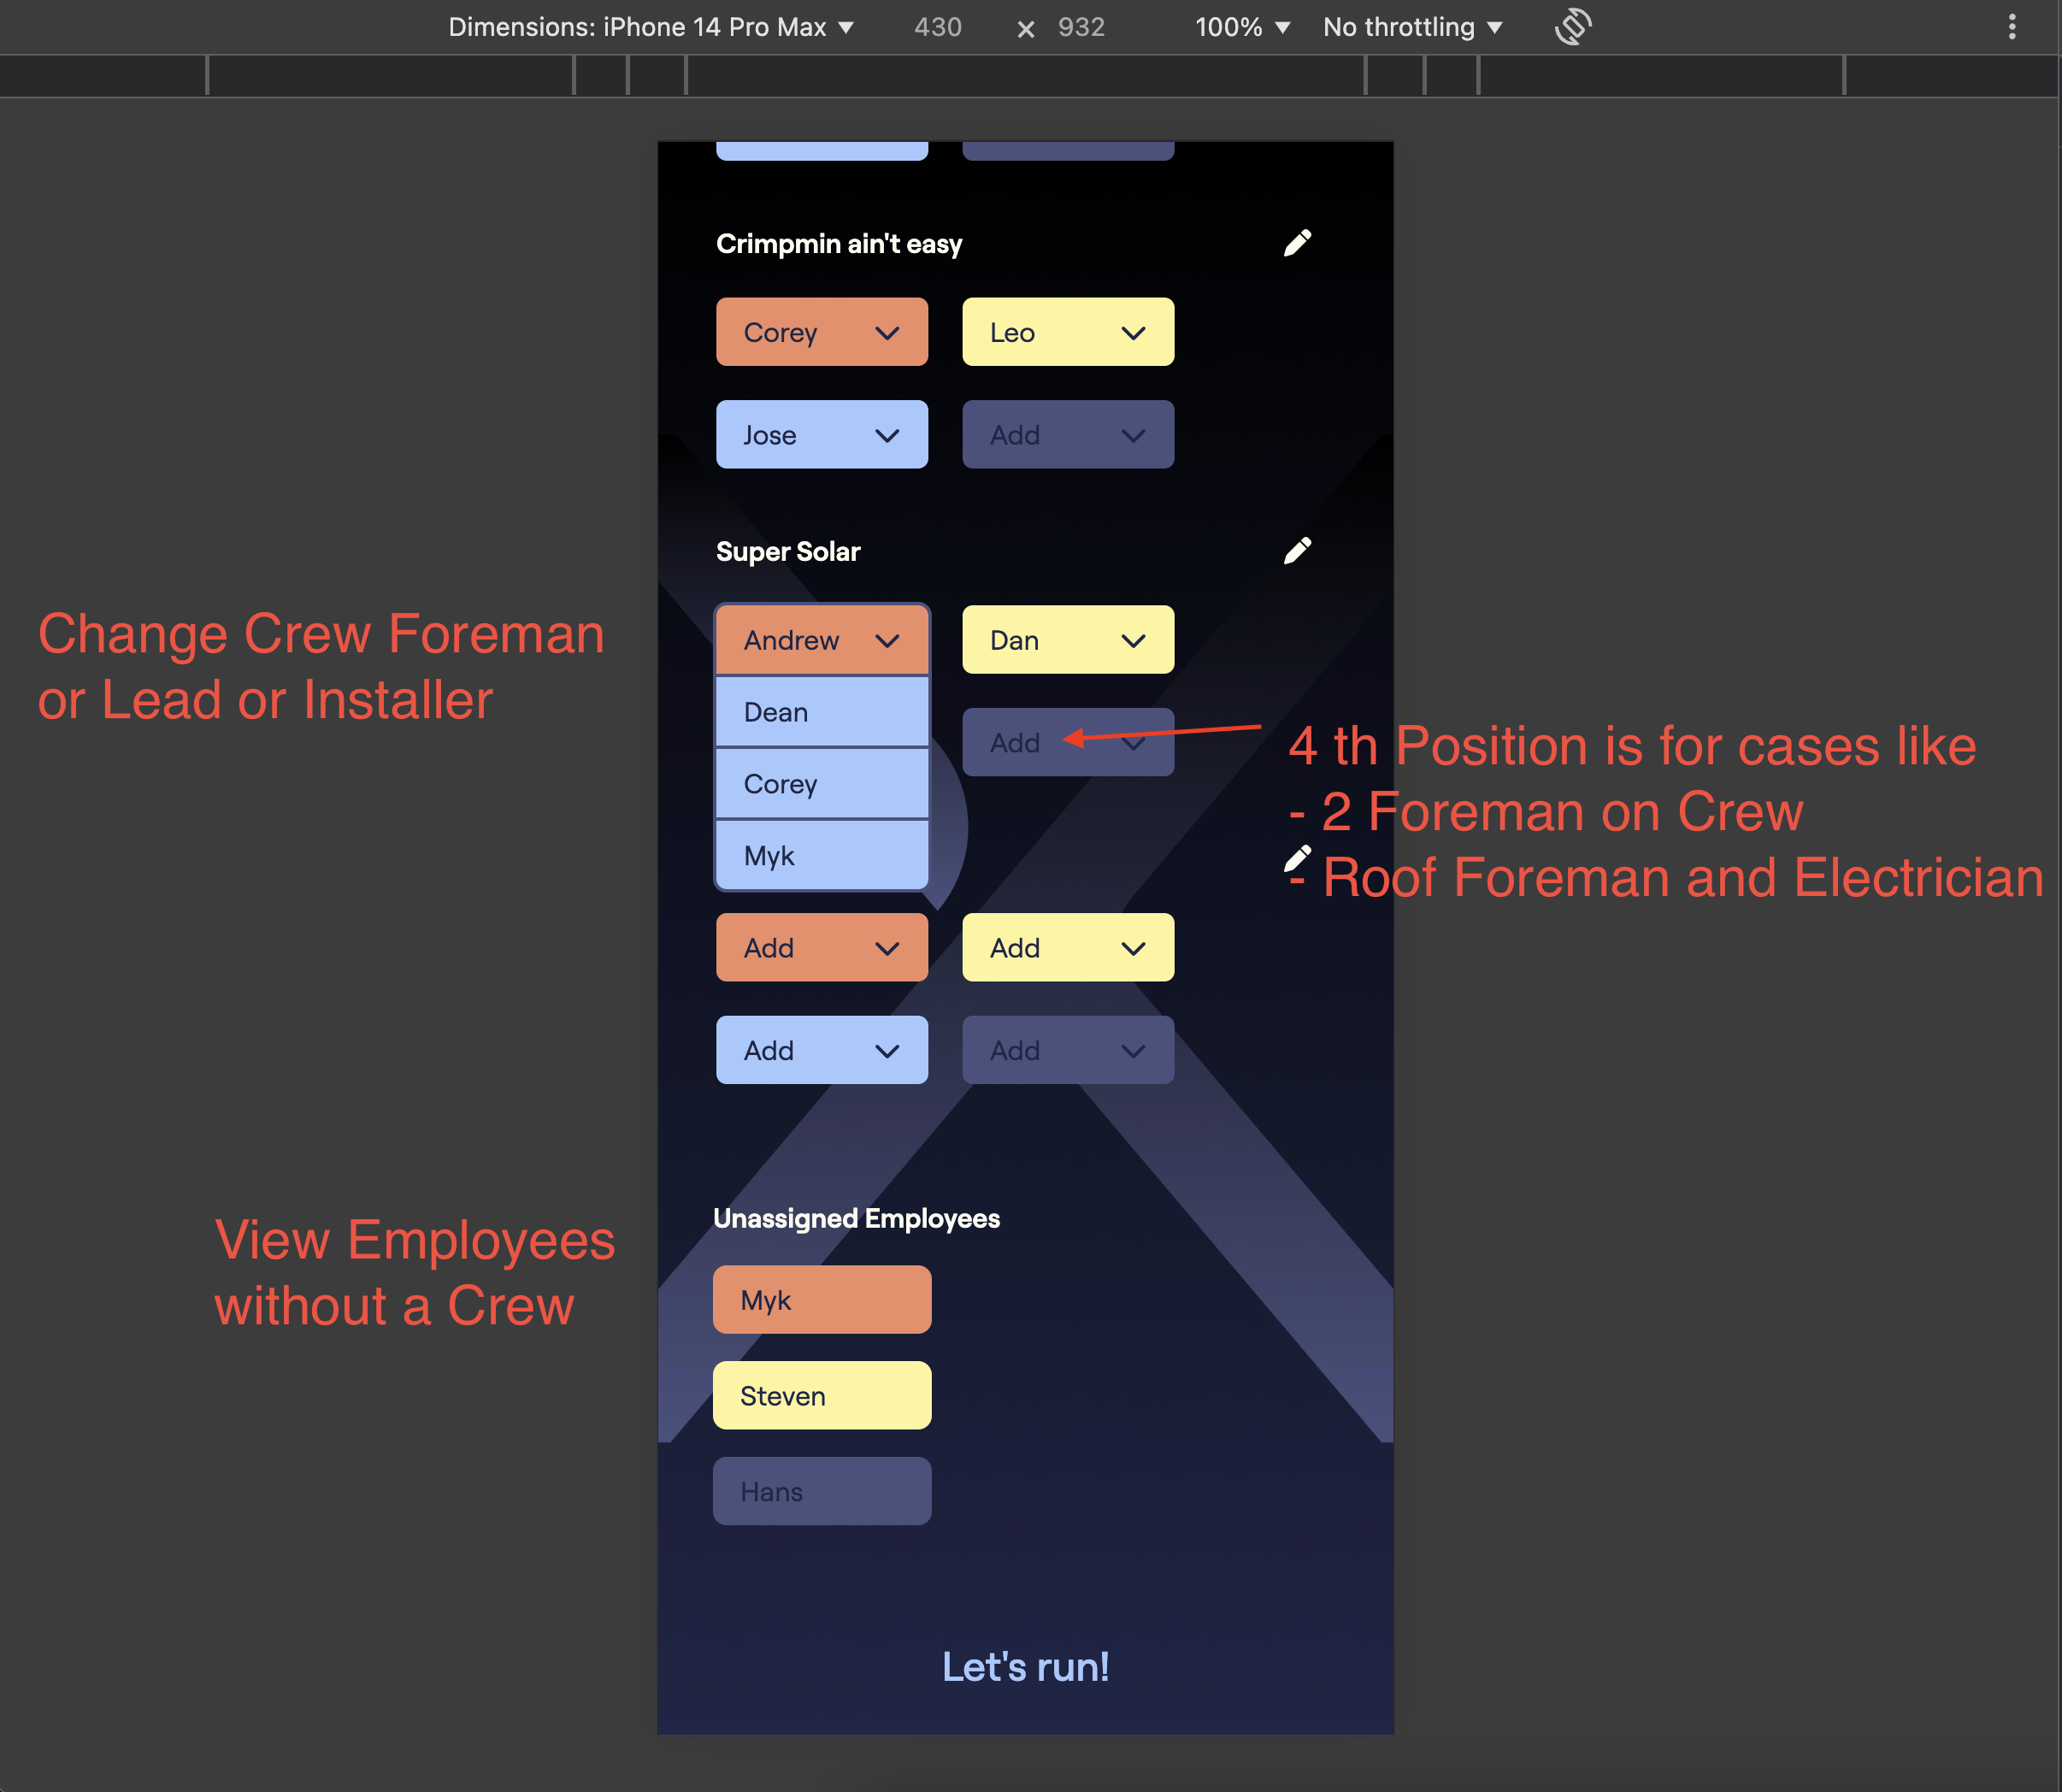 Dimensions: iPhone 14 Pro Max ▼ 430 × 932 100% ▼ No throttling ▼
Crimpmin ain't easy
Corey Leo
Jose Add
Super Solar
Change Crew Foreman
or Lead or Installer
Andrew Dan
Dean
Add
Corey
Myk
4 th Position is for cases like
- 2 Foreman on Crew
- Roof Foreman and Electrician
Add Add
Add Add
Unassigned Employees
View Employees
without a Crew
Myk
Steven
Hans
Let's run!